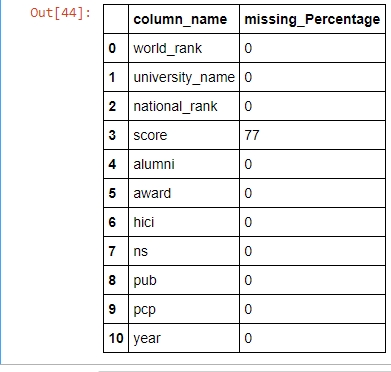 Out[44]:
column_name missing_Percentage
0 world_rank 0
1 university_name 0
2 national_rank 0
3 score 77
4 alumni 0
5 award 0
6 hici 0
7 ns 0
8 pub 0
9 pcp 0
10 year 0